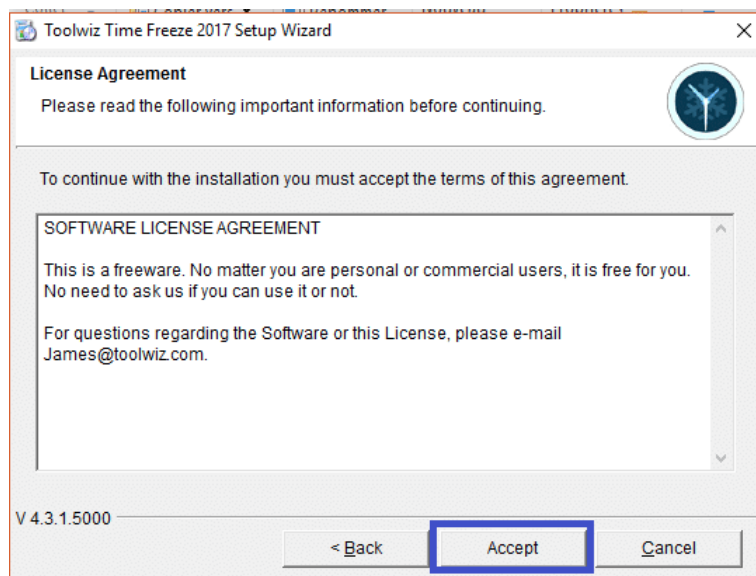 Toolwiz Time Freeze 2017 Setup Wizard
License Agreement
Please read the following important information before continuing.
To continue with the installation you must accept the terms of this agreement.
SOFTWARE LICENSE AGREEMENT
This is a freeware. No matter you are personal or commercial users, it is free for you.
No need to ask us if you can use it or not.
For questions regarding the Software or this License, please e-mail
James@toolwiz.com.
V 4.3.1.5000
< Back Accept Cancel